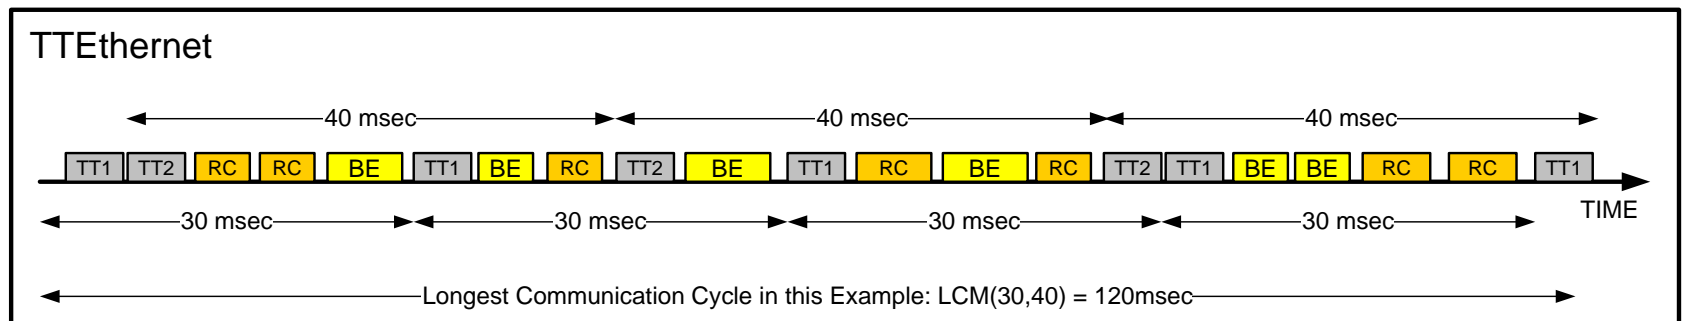 TTEthernet
40 msec 40 msec 40 msec
TT1 TT2 RC RC BE TT1 BE RC TT2 BE TT1 RC BE RC TT2 TT1 BE BE RC RC TT1
30 msec 30 msec 30 msec 30 msec TIME
Longest Communication Cycle in this Example: LCM(30,40) = 120msec